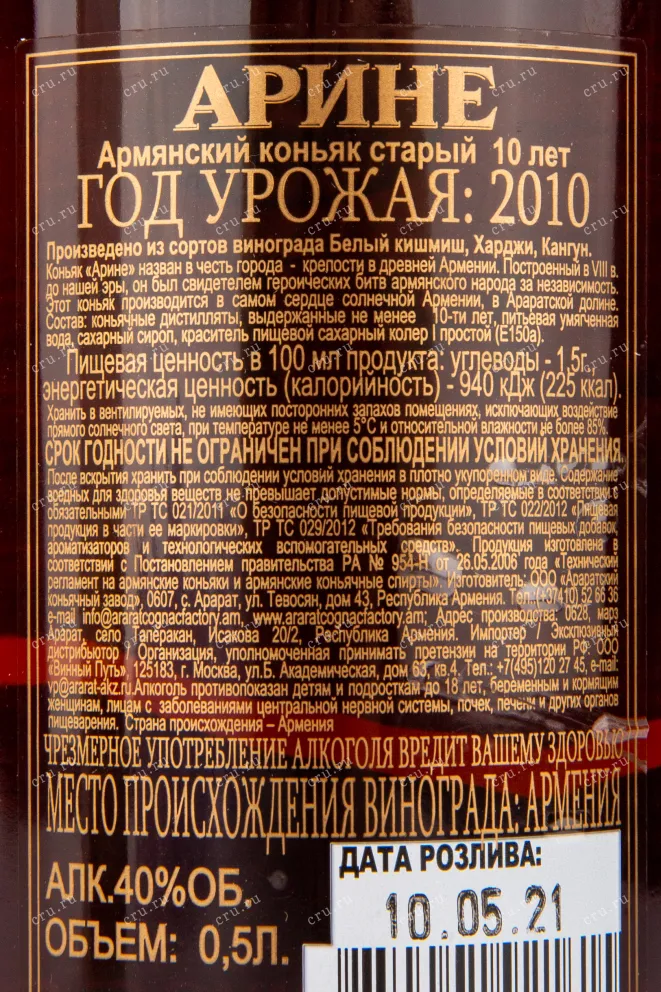 АРИНЕ
Армянский коньяк старый 10 лет
ГОД УРОЖАЯ: 2010
Произведено из сортов винограда Белый кишмиш, Харджи, Кангун.
Коньяк «Арине» назван в честь города - крепости в древней Армении. Построенный в VIII в.
до нашей эры, он был свидетелем героических битв армянского народа за независимость.
Этот коньяк производится в самом сердце солнечной Армении, в Араратской долине.
Состав: коньячные дистилляты, выдержанные не менее 10-ти лет, питьевая умягченная
вода, сахарный сироп, краситель пищевой сахарный колер I простой (Е150а).
Пищевая ценность в 100 мл продукта: углеводы - 1,5г,
энергетическая ценность (калорийность) - 940 кДж (225 ккал).
Хранить в вентилируемых, не имеющих посторонних запахов помещениях, исключающих воздействие
прямого солнечного света, при температуре не менее 5°С и относительной влажности не более 85%.
СРОК ГОДНОСТИ НЕ ОГРАНИЧЕН ПРИ СОБЛЮДЕНИИ УСЛОВИЙ ХРАНЕНИЯ.
После вскрытия хранить при соблюдении условий хранения в плотно укупоренном виде. Содержание
вредных для здоровья веществ не превышает допустимые нормы, определяемые в соответствии с
обязательными ТР ТС 021/2011 «О безопасности пищевой продукции», ТР ТС 022/2012 «Пищевая
продукция в части ее маркировки», ТР ТС 029/2012 «Требования безопасности пищевых добавок,
ароматизаторов и технологических вспомогательных средств». Продукция изготовлена в
соответствии с Постановлением правительства РА № 954-Н от 26.05.2006 года «Технический
регламент на армянские коньяки и армянские коньячные спирты». Изготовитель: ООО «Араратский
коньячный завод», 0607, с. Арарат, ул. Тевосян, дом 43, Республика Армения. Тел.:(+37410) 52 66 36
e-mail: info@araratcognacfactory.am, www.araratcognacfactory.am; Адрес производства: 0628, марз
Арарат, село Гаперакан, Исакова 20/2, Республика Армения. Импортер / Эксклюзивный
дистрибьютор / Организация, уполномоченная принимать претензии на территории РФ: ООО
«Винный Путь», 125183, г. Москва, ул.Б. Академическая, дом 63, кв.4. Тел.: +7(495)120 27 45, e-mail:
vp@ararat-akz.ru.Алкоголь противопоказан детям и подросткам до 18 лет, беременным и кормящим
женщинам, лицам с заболеваниями центральной нервной системы, почек, печени и других органов
пищеварения. Страна происхождения – Армения
ЧРЕЗМЕРНОЕ УПОТРЕБЛЕНИЕ АЛКОГОЛЯ ВРЕДИТ ВАШЕМУ ЗДОРОВЬЮ
МЕСТО ПРОИСХОЖДЕНИЯ ВИНОГРАДА: АРМЕНИЯ
АЛК.40%ОБ,
ОБЪЕМ: 0,5Л.
ДАТА РОЗЛИВА:
10.05.21